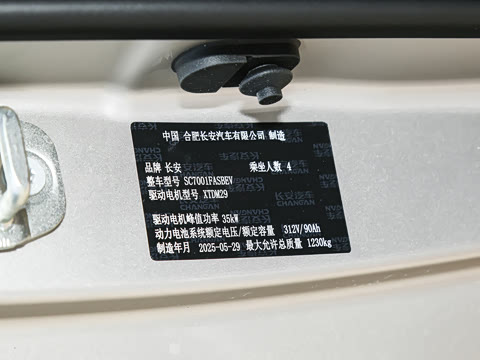 中国 合肥长安汽车有限公司 制造
品牌 长安 乘坐人数 4
整车型号 SC7001FASBEV
驱动电机型号 XTDM29
驱动电机峰值功率 35kW
动力电池系统额定电压/额定容量 312V/90Ah
制造年月 2025-05-29 最大允许总质量 1230kg